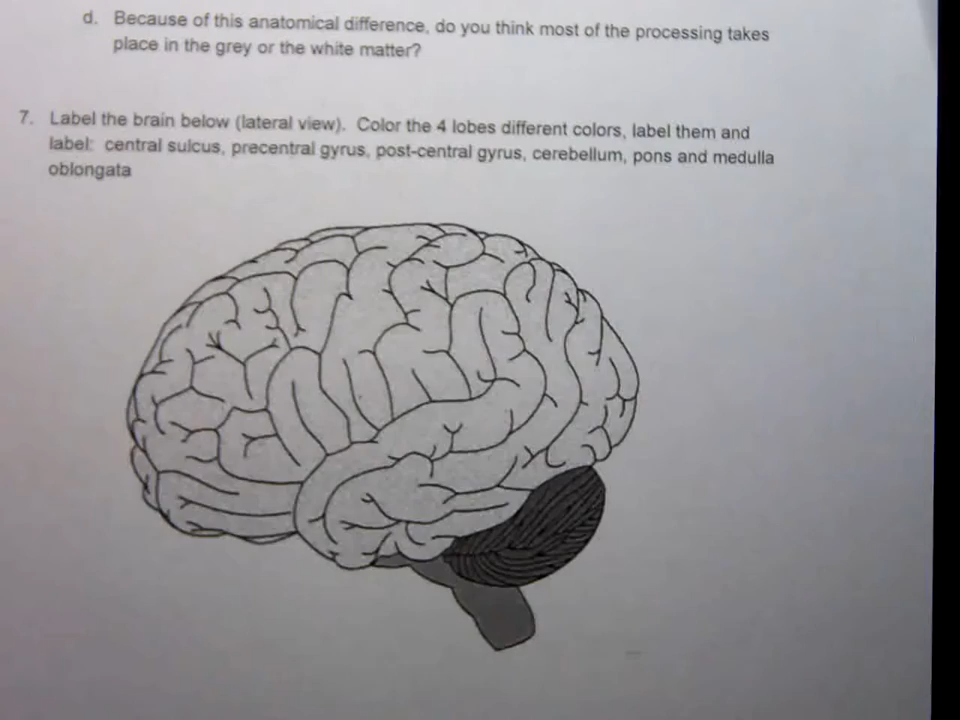 d. Because of this anatomical difference, do you think most of the processing takes
place in the grey or the white matter?
7. Label the brain below (lateral view). Color the 4 lobes different colors, label them and
label: central sulcus, precentral gyrus, post-central gyrus, cerebellum, pons and medulla
oblongata